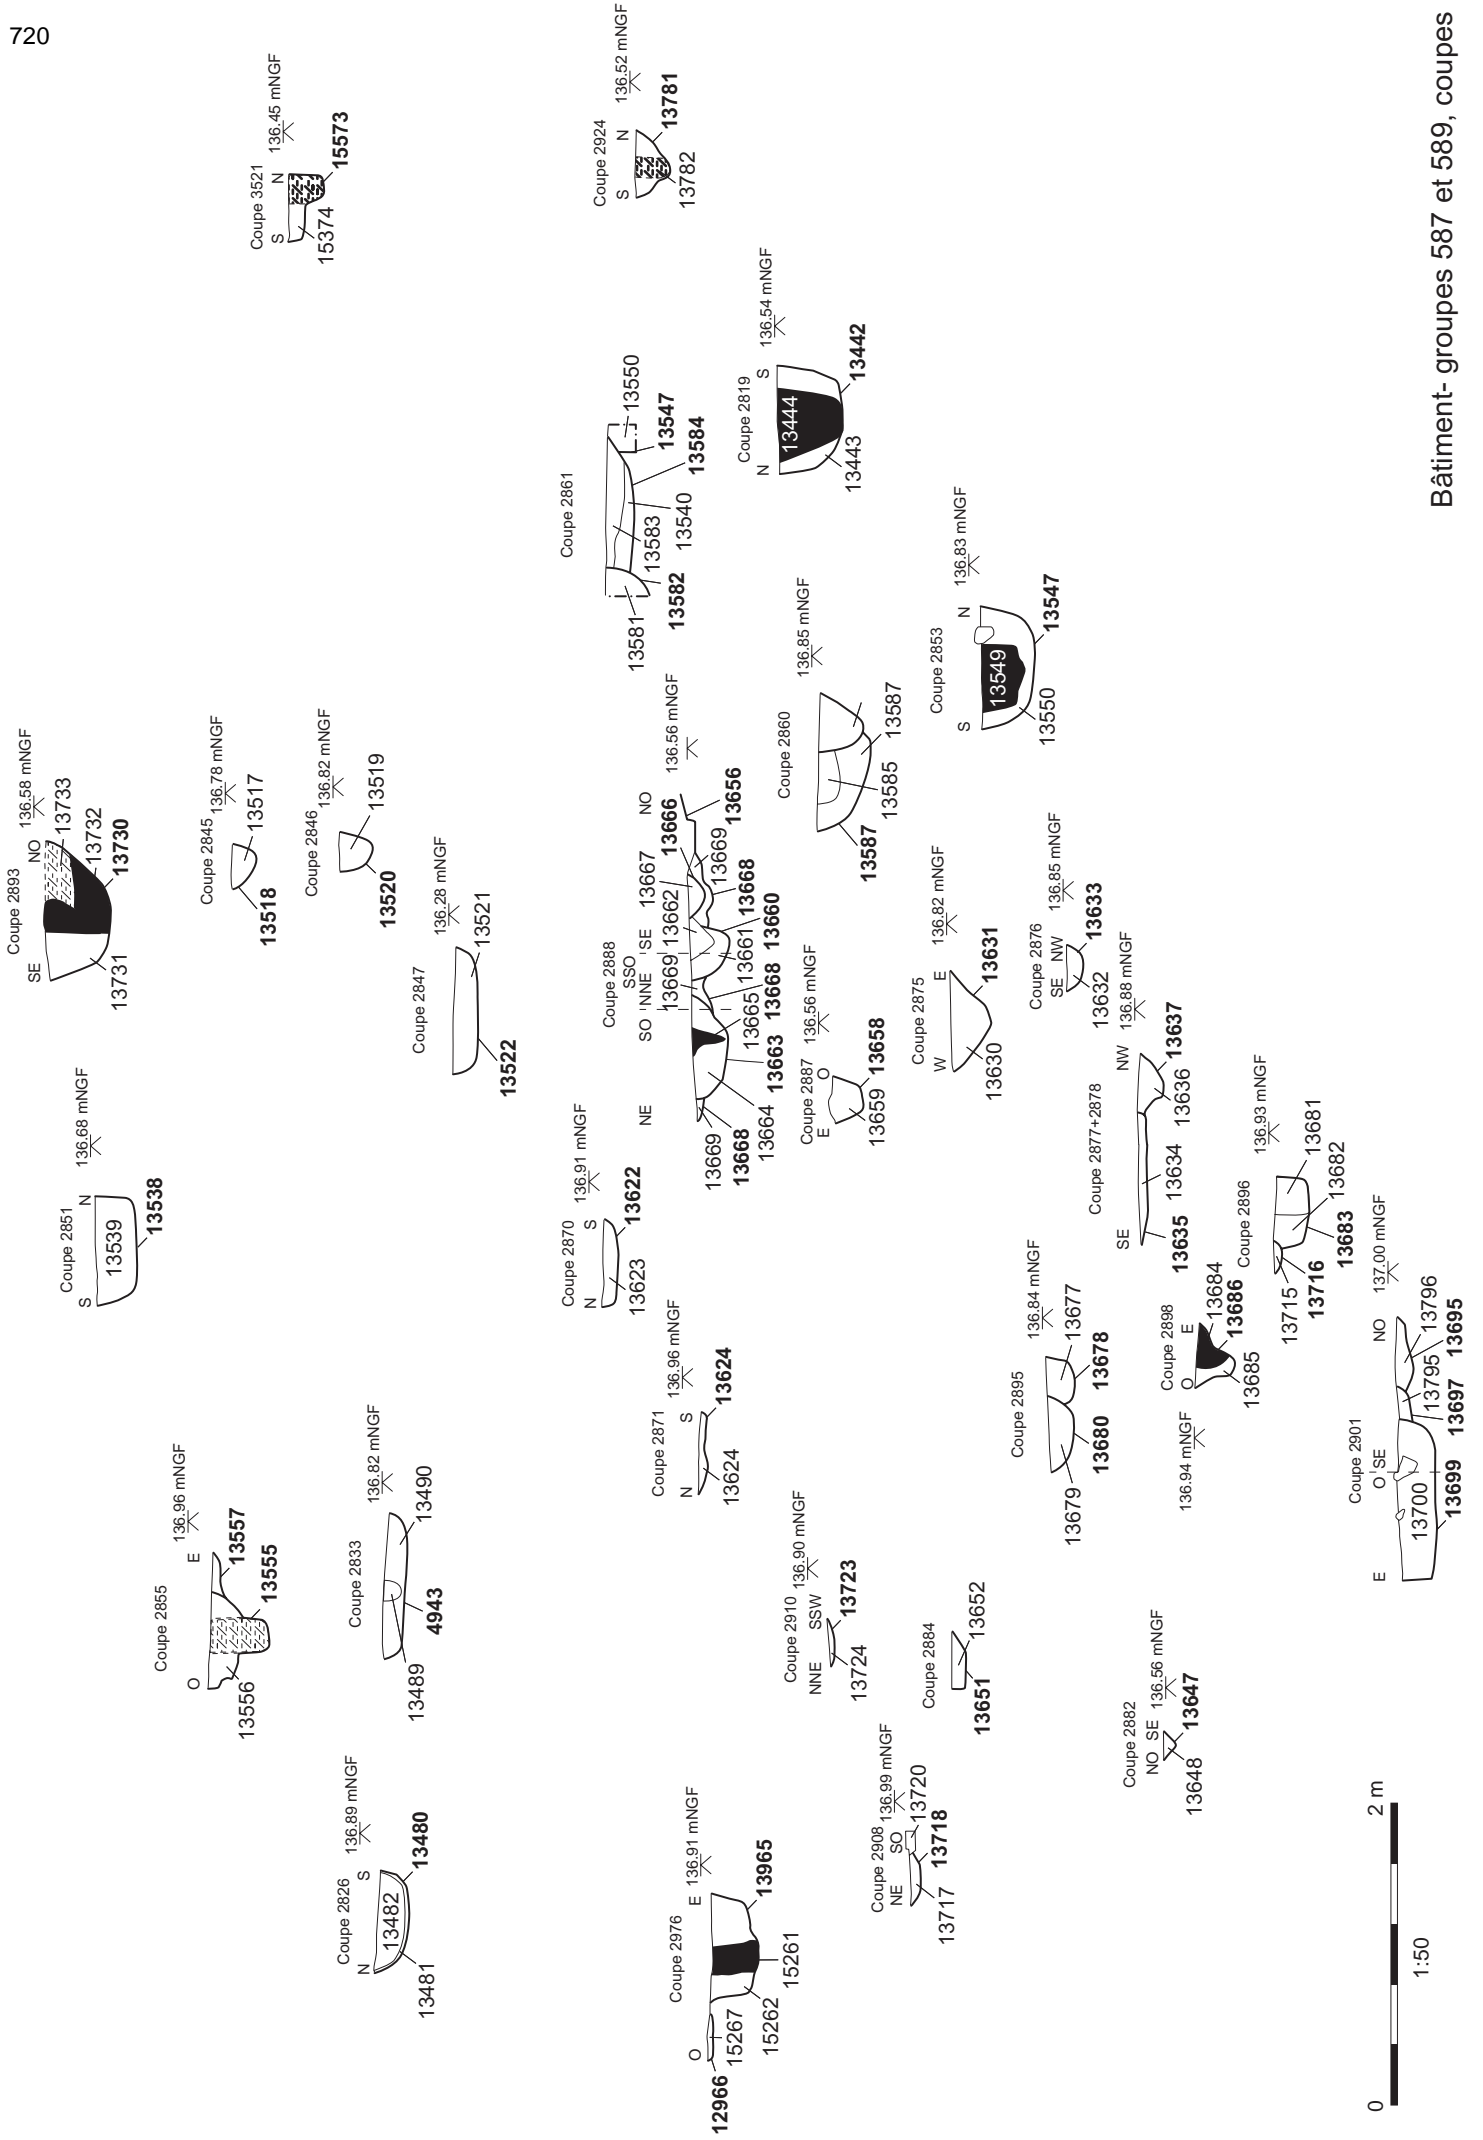 720
Coupe 3521
S N 136.45 mNGF
15374 15573
Coupe 2924
S N 136.52 mNGF
13782 13781
Coupe 2893
SE NO 136.58 mNGF
13731
13733
13732
13730
Coupe 2845
136.78 mNGF
13518 13517
Coupe 2846
136.82 mNGF
13520 13519
Coupe 2847
136.28 mNGF
13522 13521
Coupe 2861
13581 13582
13583
13540
13550
13547
13584
Coupe 2819
N S 136.54 mNGF
13444
13443 13442
Coupe 2888
NE SO NNE SSO SE NO 136.56 mNGF
13669
13668
13664
13663
13665
13668
13669
13661
13660
13662
13668
13667
13669
13666
13656
Coupe 2860
136.85 mNGF
13587 13585 13587
Coupe 2853
S N 136.83 mNGF
13549
13550 13547
Coupe 2851
S N 136.68 mNGF
13539
13538
Coupe 2870
N S 136.91 mNGF
13623 13622
Coupe 2887
E O 136.56 mNGF
13659 13658
Coupe 2875
W E 136.82 mNGF
13630 13631
Coupe 2876
SE NW 136.85 mNGF
13632 13633
Coupe 2877+2878
SE NW 136.88 mNGF
13635 13634 13636 13637
Coupe 2855
O E 136.96 mNGF
13556 13555 13557
Coupe 2833
136.82 mNGF
13489 4943 13490
Coupe 2871
N S 136.96 mNGF
13624 13624
Coupe 2895
136.84 mNGF
13679 13680 13678 13677
Coupe 2898
O E
136.94 mNGF
13685 13686 13684
Coupe 2896
136.93 mNGF
13715 13716 13683 13682 13681
Coupe 2901
E O SE NO 137.00 mNGF
13700
13699 13697 13795 13695 13796
Coupe 2826
N S 136.89 mNGF
13482
13481 13480
Coupe 2910
NNE SSW 136.90 mNGF
13724 13723
Coupe 2884
13651 13652
Coupe 2976
O E 136.91 mNGF
12966 15267 15262 15261 13965
Coupe 2908
NE SO 136.99 mNGF
13717 13718 13720
Coupe 2882
NO SE 136.56 mNGF
13648 13647
0 2 m
1:50
Bâtiment- groupes 587 et 589, coupes